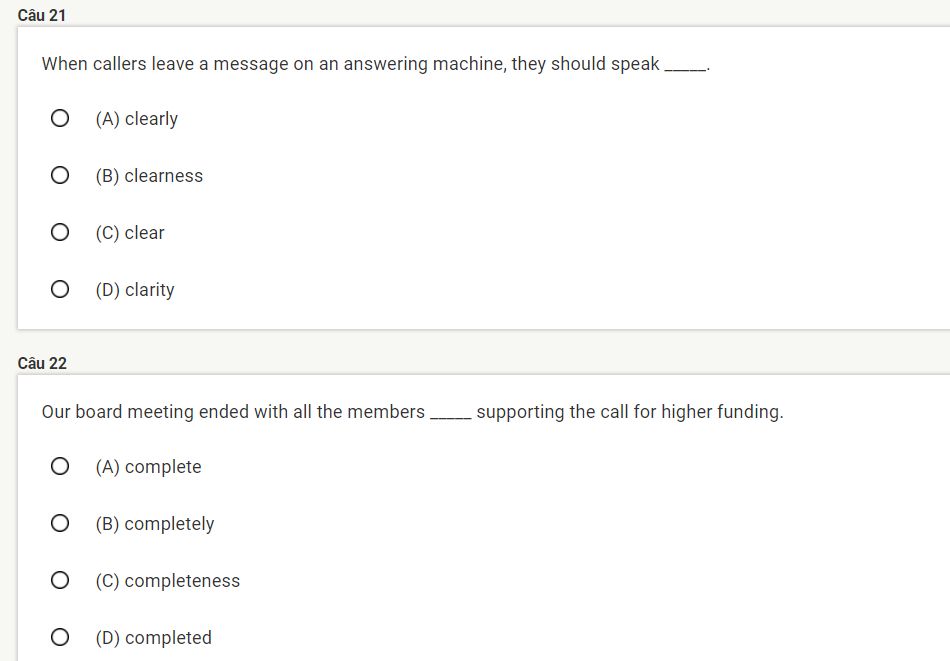 Câu 21
When callers leave a message on an answering machine, they should speak _____.
(A) clearly
(B) clearness
(C) clear
(D) clarity
Câu 22
Our board meeting ended with all the members _____ supporting the call for higher funding.
(A) complete
(B) completely
(C) completeness
(D) completed